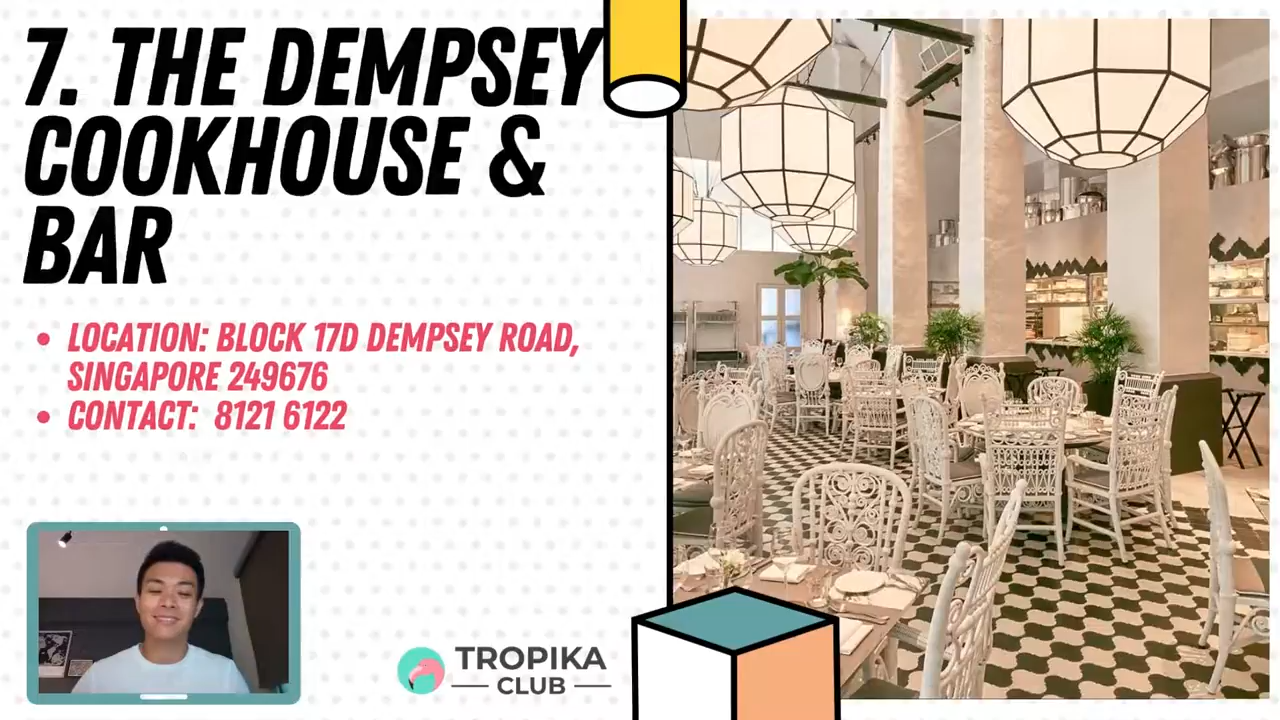 7. THE DEMPSEY
COOKHOUSE &
BAR
LOCATION: BLOCK 17D DEMPSEY ROAD,
SINGAPORE 249676
CONTACT: 8121 6122
TROPIKA
CLUB